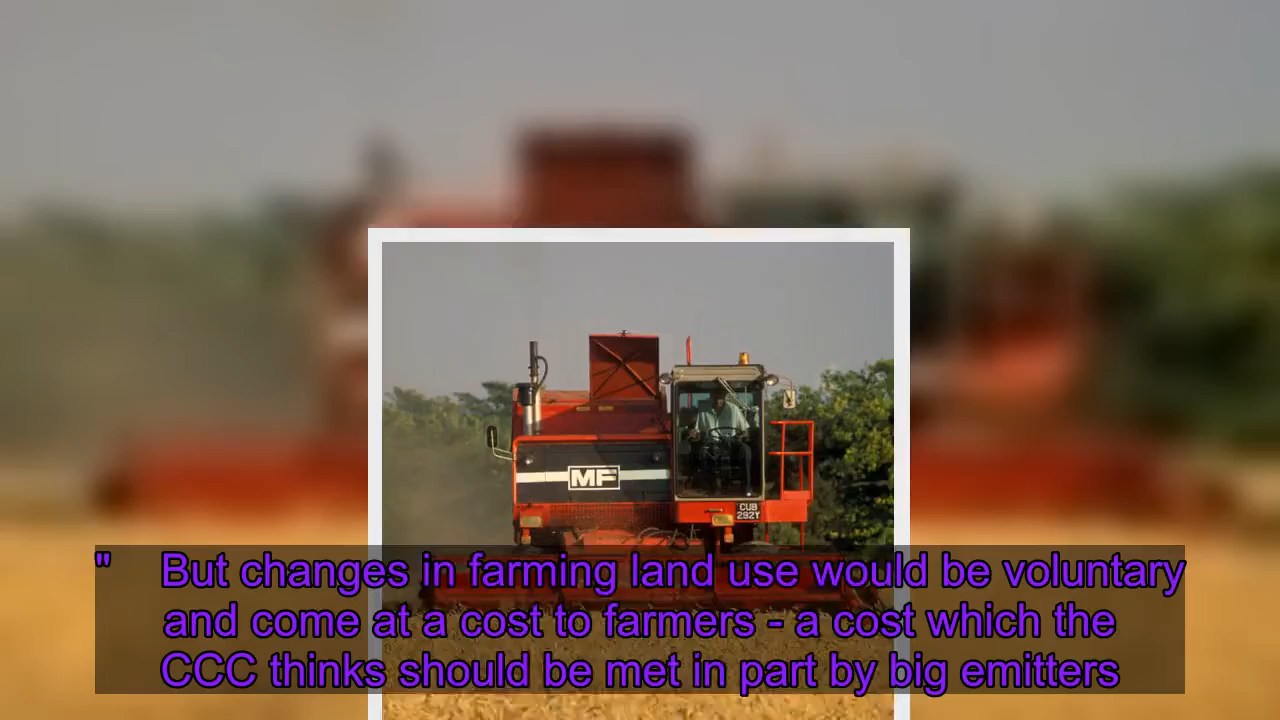 MF
CUB
292Y
" But changes in farming land use would be voluntary
and come at a cost to farmers - a cost which the
CCC thinks should be met in part by big emitters